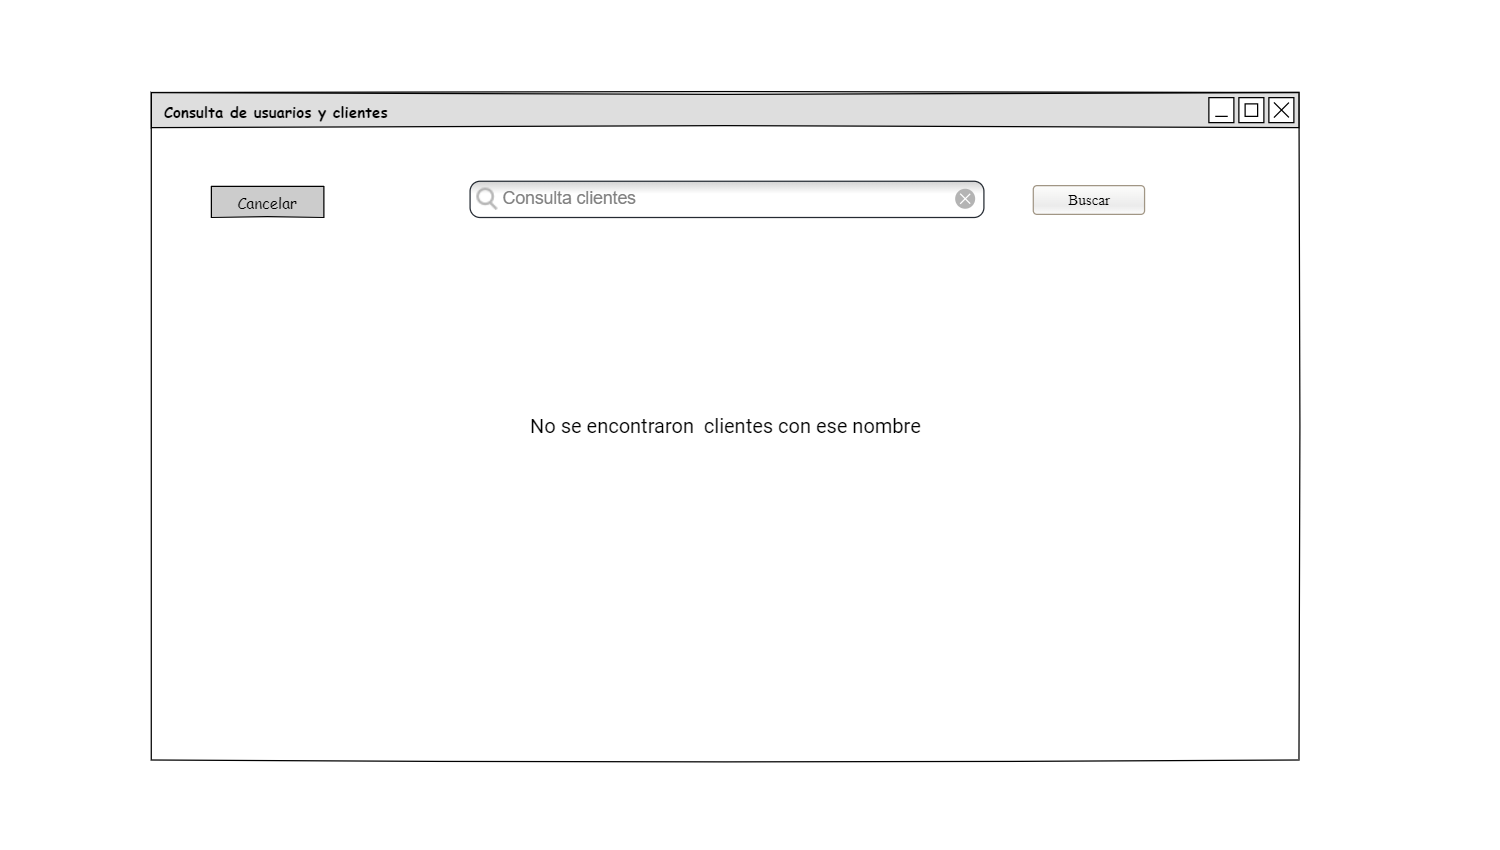 Consulta de usuarios y clientes
Cancelar
Consulta clientes
Buscar
No se encontraron  clientes con ese nombre